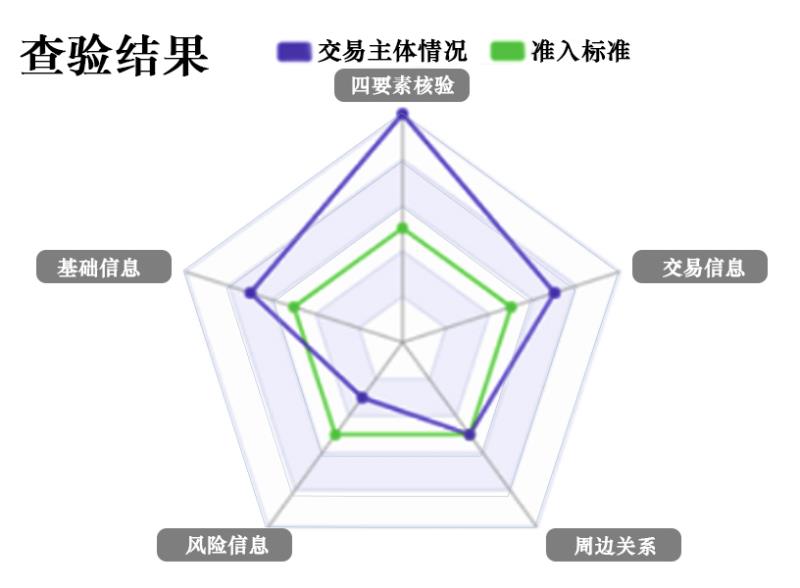 查验结果
交易主体情况 准入标准
四要素核验
基础信息
交易信息
风险信息
周边关系